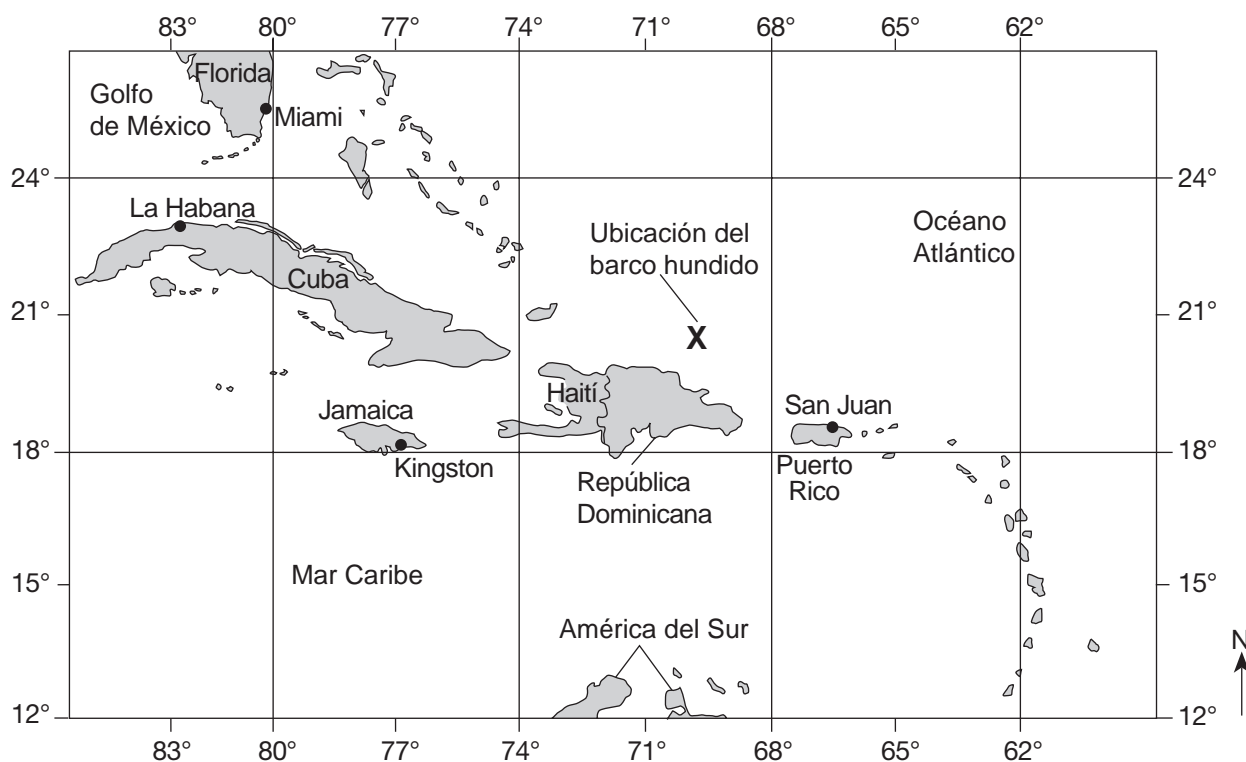 83° 80° 77° 74° 71° 68° 65° 62°
Florida
Golfo
de México
Miami
24° 24°
La Habana
Cuba
Ubicación del
barco hundido
X
Océano
Atlántico
21° 21°
Haití
Jamaica
Kingston
San Juan
18° 18°
Puerto
Rico
República
Dominicana
Mar Caribe
15° 15°
América del Sur
N
12° 12°
83° 80° 77° 74° 71° 68° 65° 62°